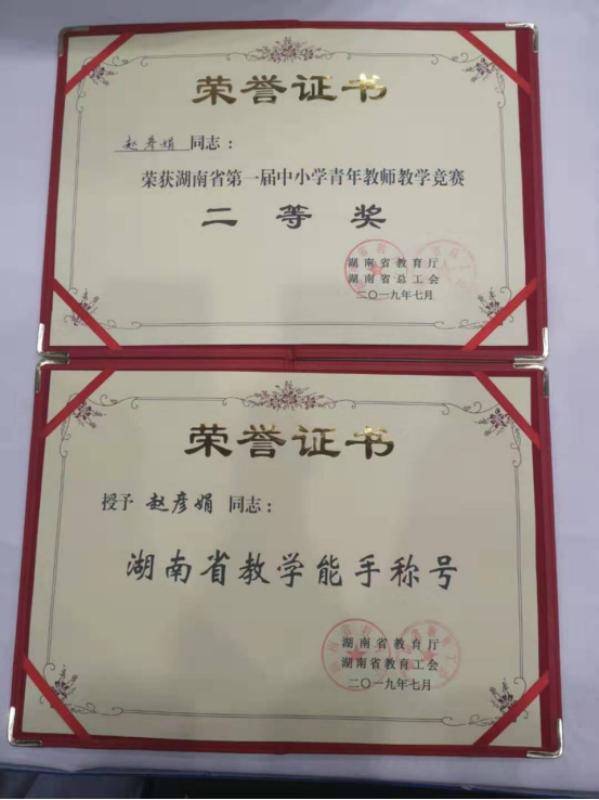 荣誉证书
赵彦娟 同志：
荣获湖南省第一届中小学青年教师教学竞赛
二等奖
湖南省教育厅
湖南省总工会
二〇一九年七月
荣誉证书
授予 赵彦娟 同志：
湖南省教学能手称号
湖南省教育厅
湖南省教育工会
二〇一九年七月